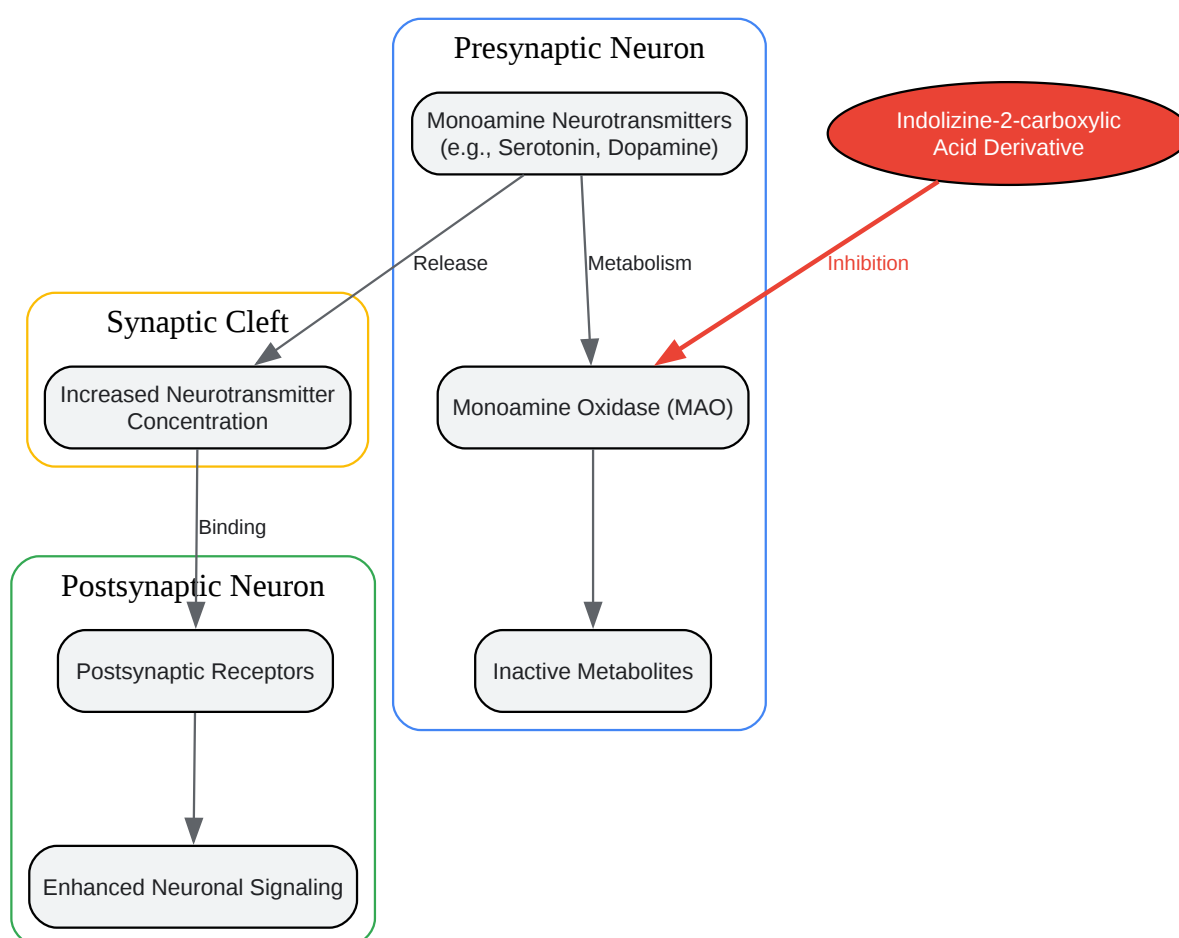 Presynaptic Neuron
Monoamine Neurotransmitters
(e.g., Serotonin, Dopamine)
Indolizine-2-carboxylic
Acid Derivative
Release
Metabolism
Inhibition
Synaptic Cleft
Increased Neurotransmitter
Concentration
Monoamine Oxidase (MAO)
Binding
Postsynaptic Neuron
Postsynaptic Receptors
Inactive Metabolites
Enhanced Neuronal Signaling